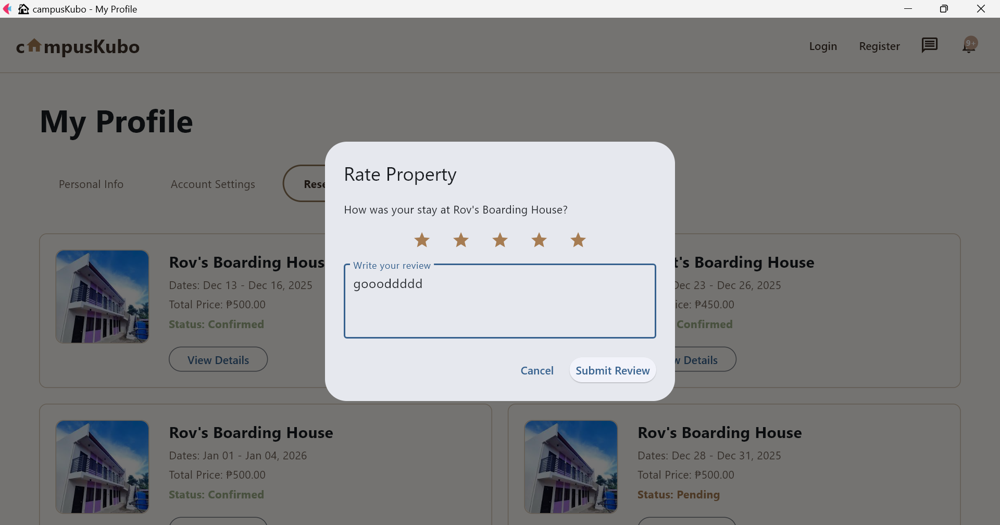 campusKubo - My Profile
c mpusKubo
Login
Register
9+
My Profile
Personal Info
Account Settings
Rese
Rate Property
How was your stay at Rov's Boarding House?
Write your review
gooodddd
Cancel
Submit Review
Rov's Boarding Hous
Dates: Dec 13 - Dec 16, 2025
Total Price: ₱500.00
Status: Confirmed
View Details
t's Boarding House
Dec 23 - Dec 26, 2025
ice: ₱450.00
Confirmed
w Details
Rov's Boarding House
Dates: Jan 01 - Jan 04, 2026
Total Price: ₱500.00
Status: Confirmed
Rov's Boarding House
Dates: Dec 28 - Dec 31, 2025
Total Price: ₱500.00
Status: Pending